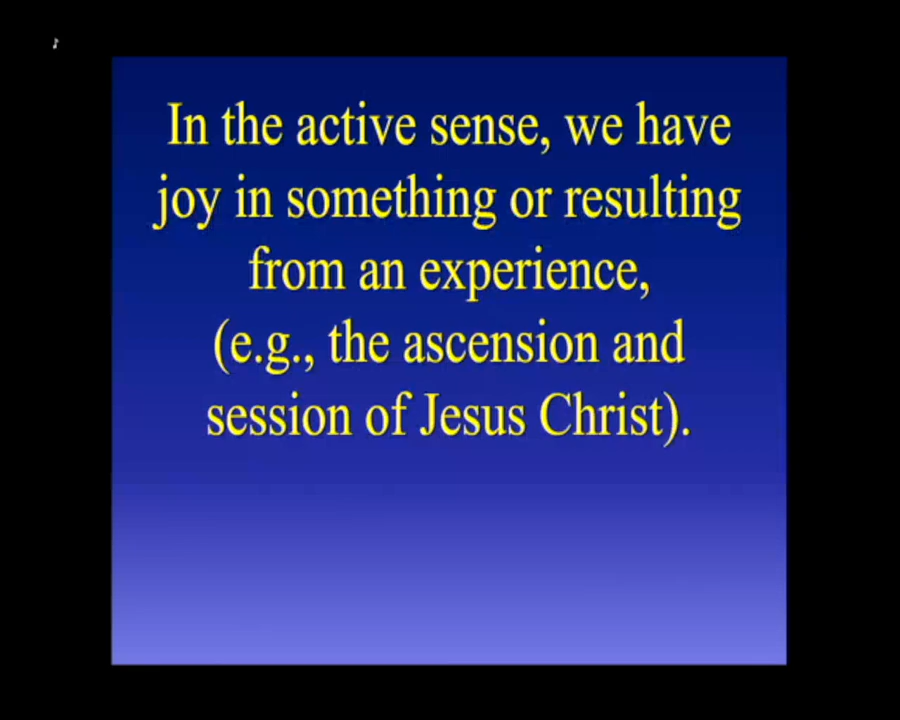 In the active sense, we have
joy in something or resulting
from an experience,
(e.g., the ascension and
session of Jesus Christ).